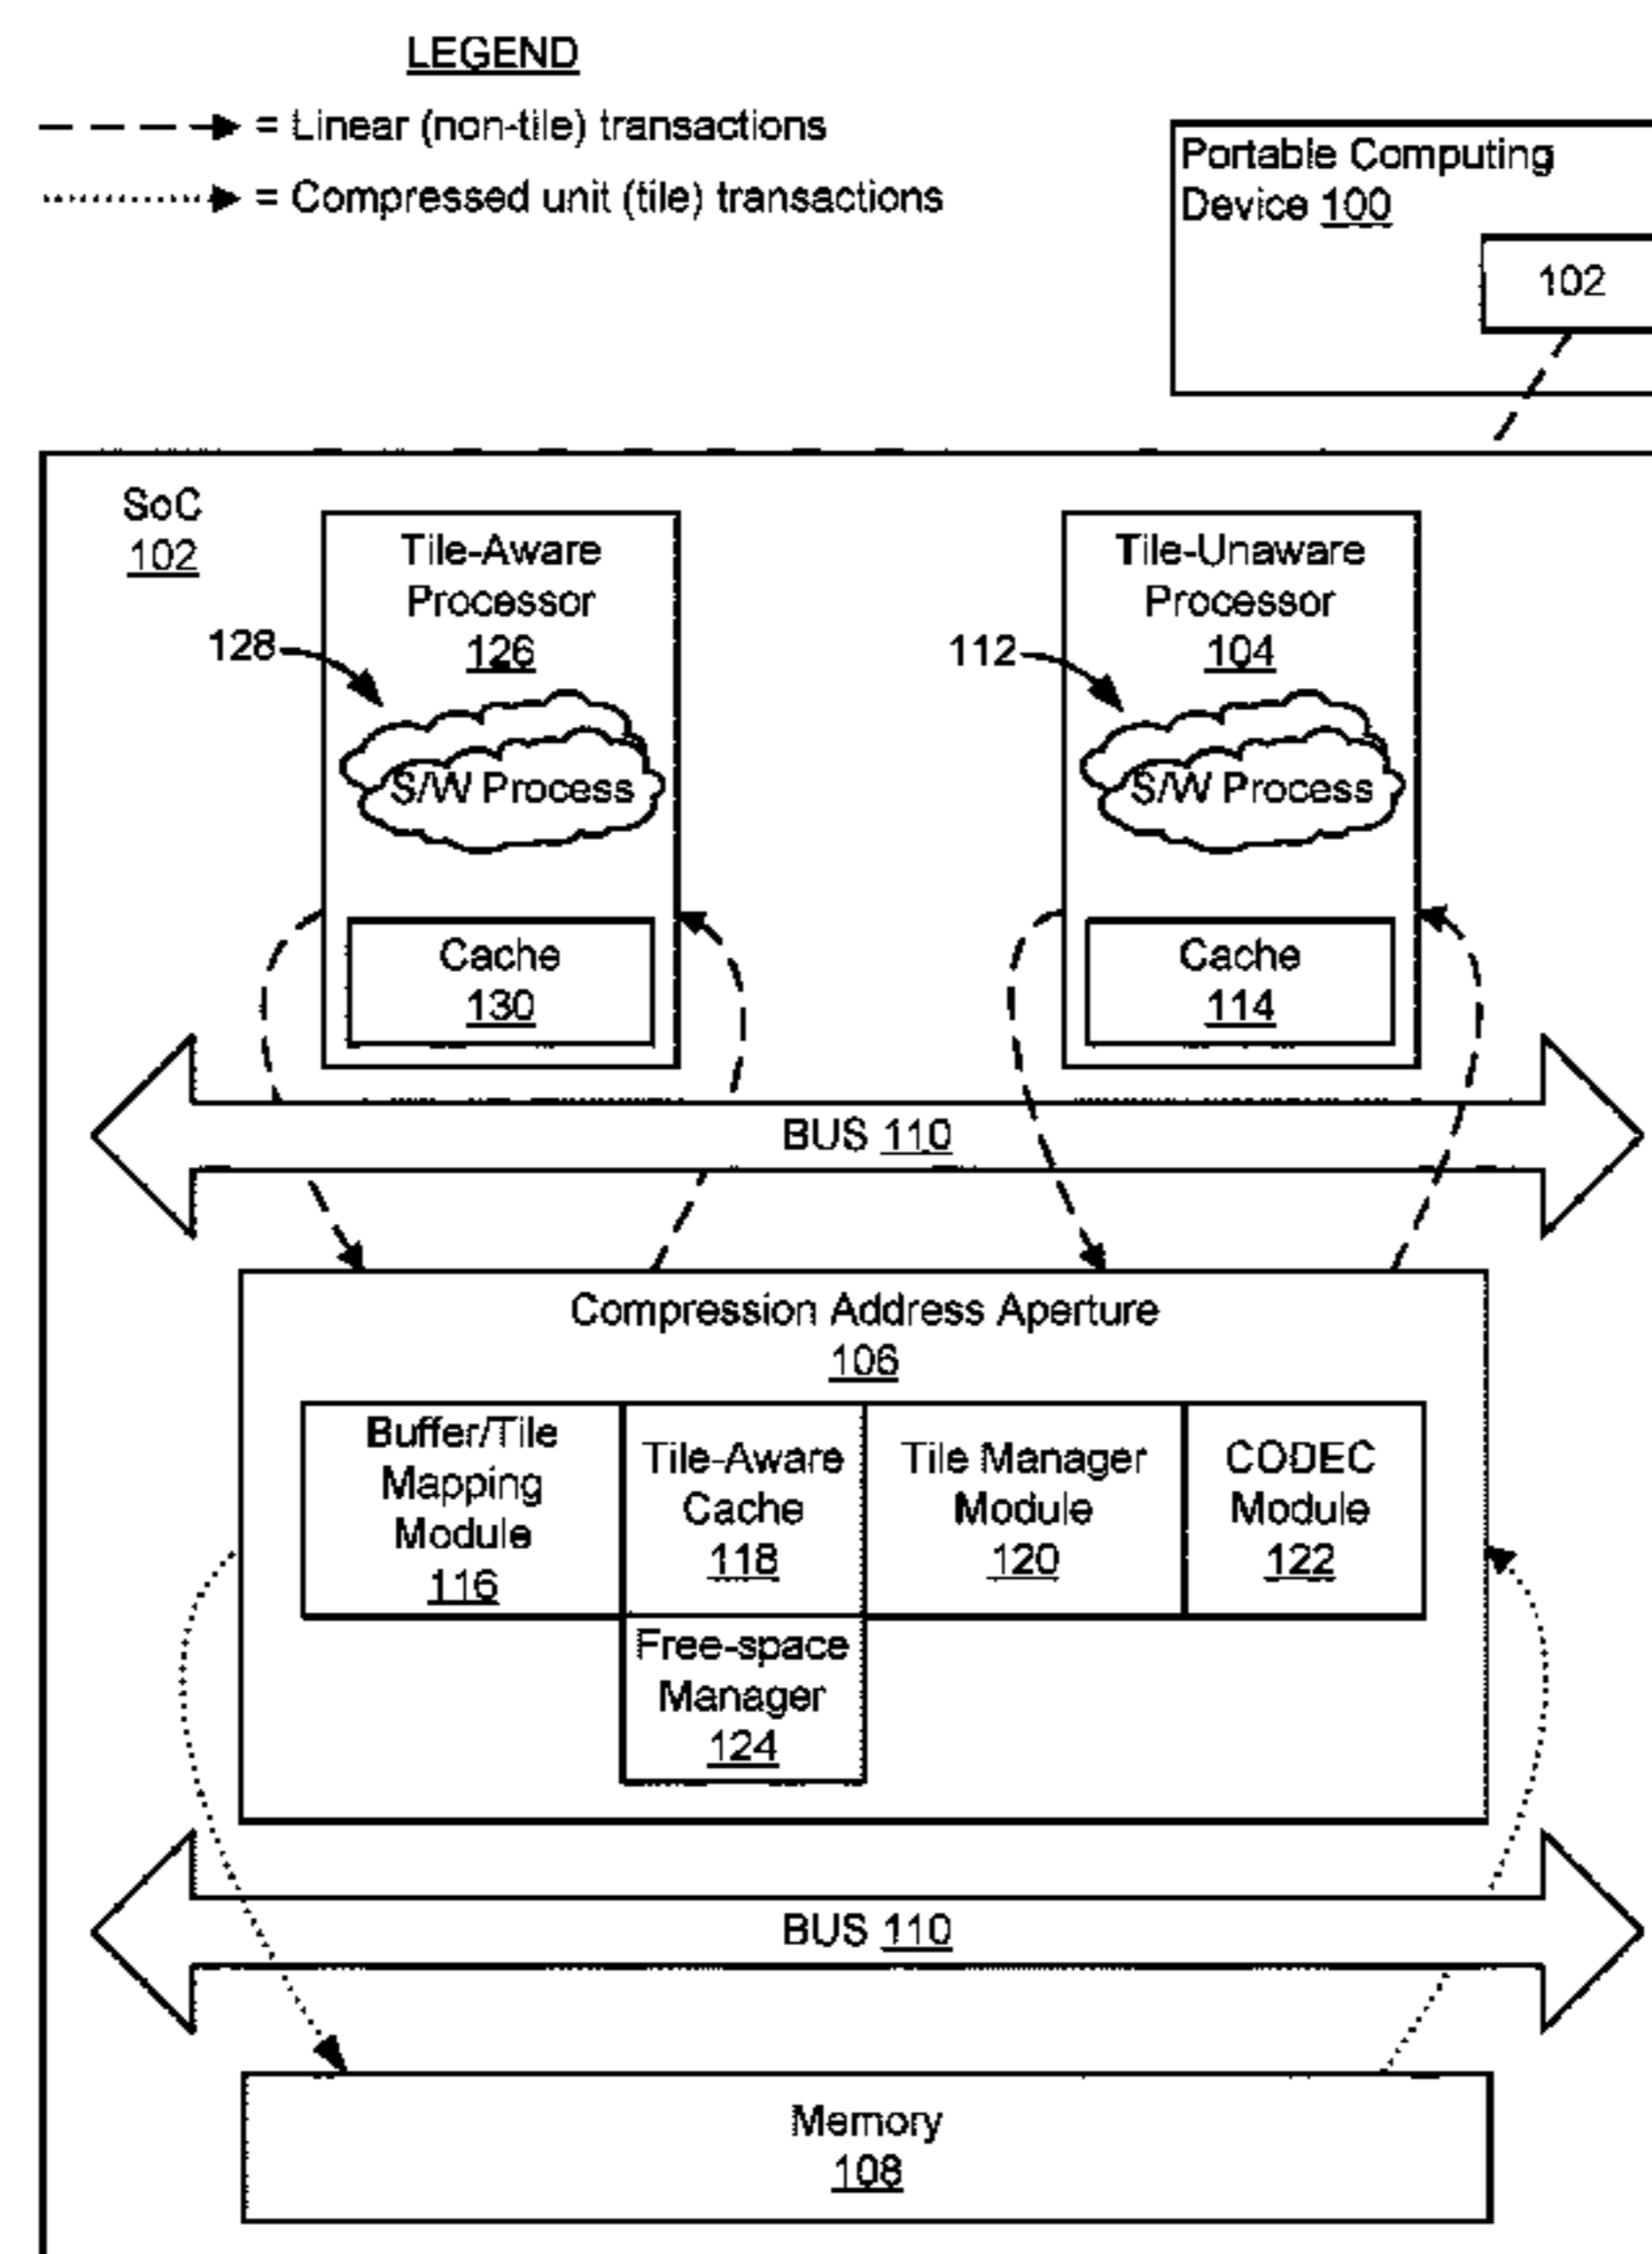 LEGEND
= Linear (non-tile) transactions
= Compressed unit (tile) transactions
Portable Computing
Device 100
102
SoC
102
Tile-Aware
Processor
126
128
S/W Process
Cache
130
Tile-Unaware
Processor
104
112
S/W Process
Cache
114
BUS 110
Compression Address Aperture
106
Buffer/Tile
Mapping
Module
116
Tile-Aware
Cache
118
Tile Manager
Module
120
CODEC
Module
122
Free-space
Manager
124
BUS 110
Memory
108